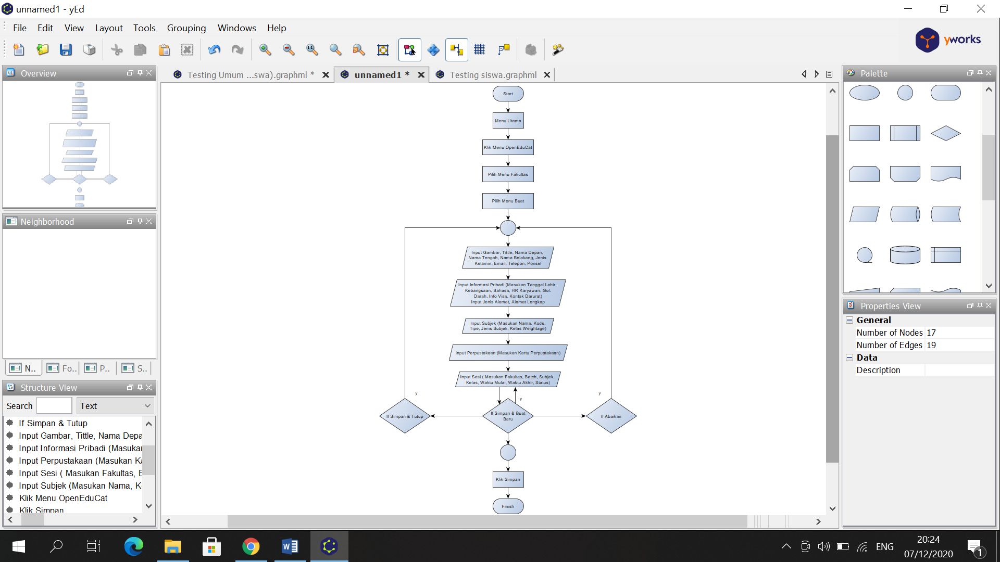 unnamed1 - yEd
File Edit View Layout Tools Grouping Windows Help
yworks
1:1
Overview
Testing Umum ...swa).graphml *
unnamed1 *
Testing siswa.graphml
Palette
Neighborhood
N..
Fo..
P..
S..
Structure View
Search
Text
If Simpan & Tutup
Input Gambar, Tittle, Nama Depa
Input Informasi Pribadi (Masukan
Input Perpustakaan (Masukan Ka
Input Sesi ( Masukan Fakultas, B
Input Subjek (Masukan Nama, K
Klik Menu OpenEduCat
Klik Simpan
Start
Menu Utama
Klik Menu OpenEduCat
Pilih Menu Fakultas
Pilih Menu Buat
Input Gambar, Tittle, Nama Depan,
Nama Tengah, Nama Belakang, Jenis
Kelamin, Email, Telepon, Ponsel
Input Informasi Pribadi (Masukan Tanggal Lahir,
Kebangsaan, Bahasa, HR Karyawan, Gol.
Darah, Info Visa, Kontak Darurat)
Input Jenis Alamat, Alamat Lengkap
Input Subjek (Masukan Nama, Kode,
Tipe, Jenis Subjek, Kelas Weightage)
Input Perpustakaan (Masukan Kartu Perpustakaan)
Input Sesi ( Masukan Fakultas, Batch, Subjek,
Kelas, Waktu Mulai, Waktu Akhir, Status)
y
y
y
If Simpan & Tutup
If Simpan & Buat
Baru
If Abaikan
Klik Simpan
Finish
Properties View
General
Number of Nodes 17
Number of Edges 19
Data
Description
ENG
20:24
07/12/2020
1